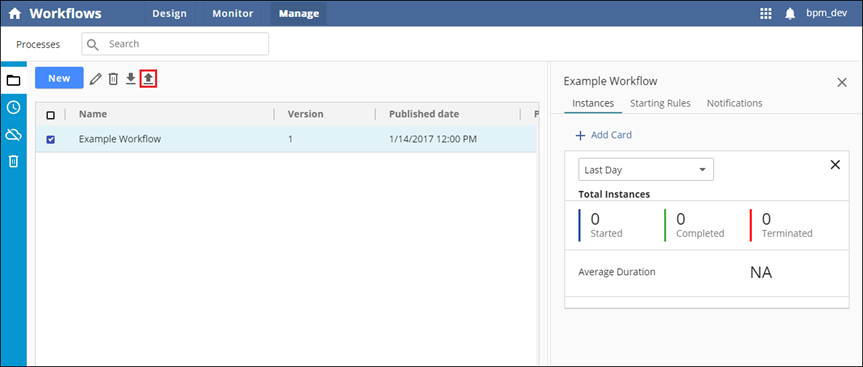 Workflows Design Monitor Manage bpm_dev
Processes Search
New
Name Version Published date P
Example Workflow 1 1/14/2017 12:00 PM
Example Workflow
Instances Starting Rules Notifications
+ Add Card
Last Day
Total Instances
0 0 0
Started Completed Terminated
Average Duration NA